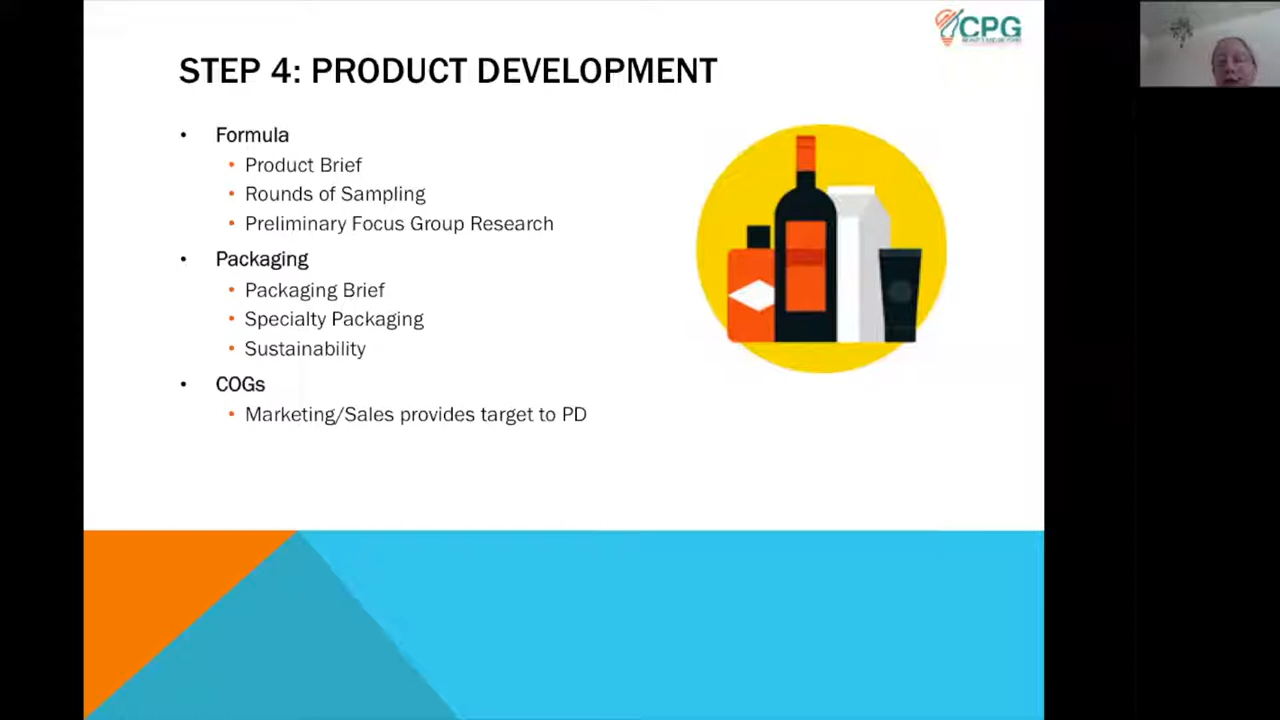 CPG
STEP 4: PRODUCT DEVELOPMENT
• Formula
• Product Brief
• Rounds of Sampling
• Preliminary Focus Group Research
• Packaging
• Packaging Brief
• Specialty Packaging
• Sustainability
• COGs
• Marketing/Sales provides target to PD